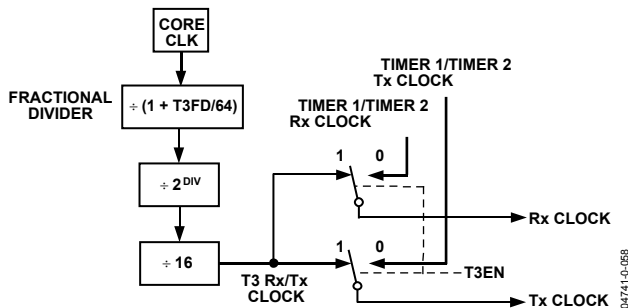 CORE
CLK
TIMER 1/TIMER 2
Tx CLOCK
FRACTIONAL
DIVIDER
÷ (1 + T3FD/64)
TIMER 1/TIMER 2
Rx CLOCK
1 0
÷ 2DIV
Rx CLOCK
÷ 16
1 0
T3 Rx/Tx
CLOCK
T3EN
Tx CLOCK
04741-0-058